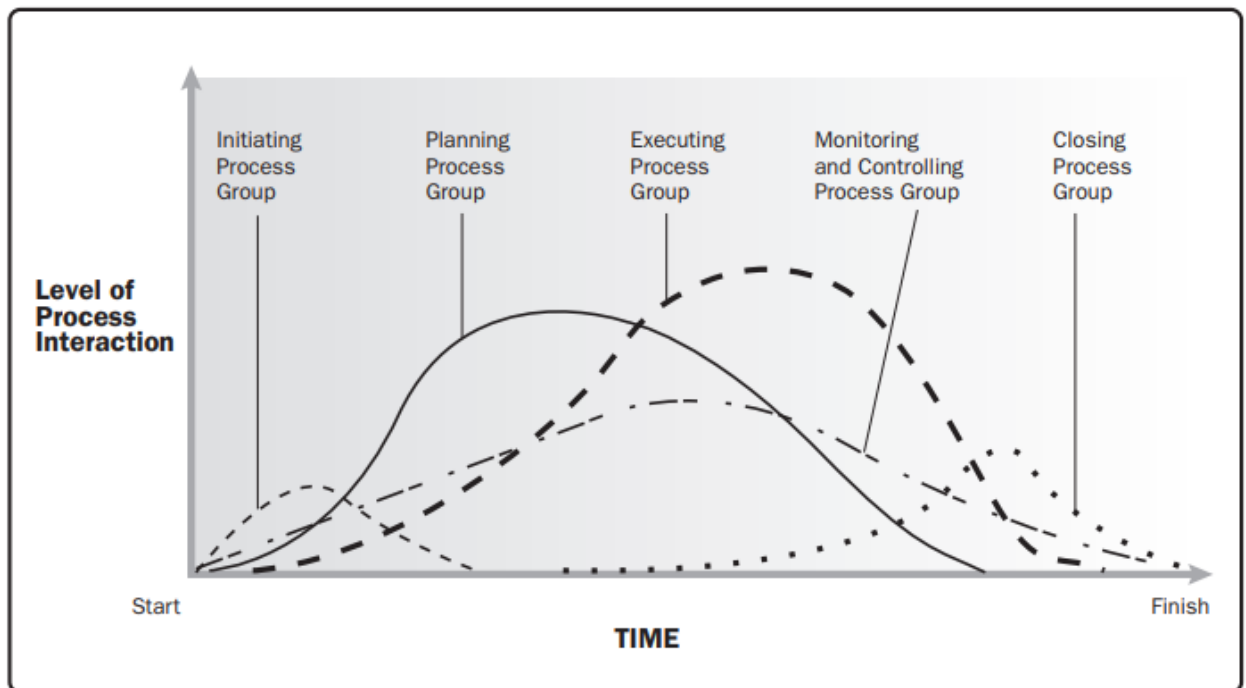 Initiating
Process
Group
Planning
Process
Group
Executing
Process
Group
Monitoring
and Controlling
Process Group
Closing
Process
Group
Level of
Process
Interaction
Start
Finish
TIME